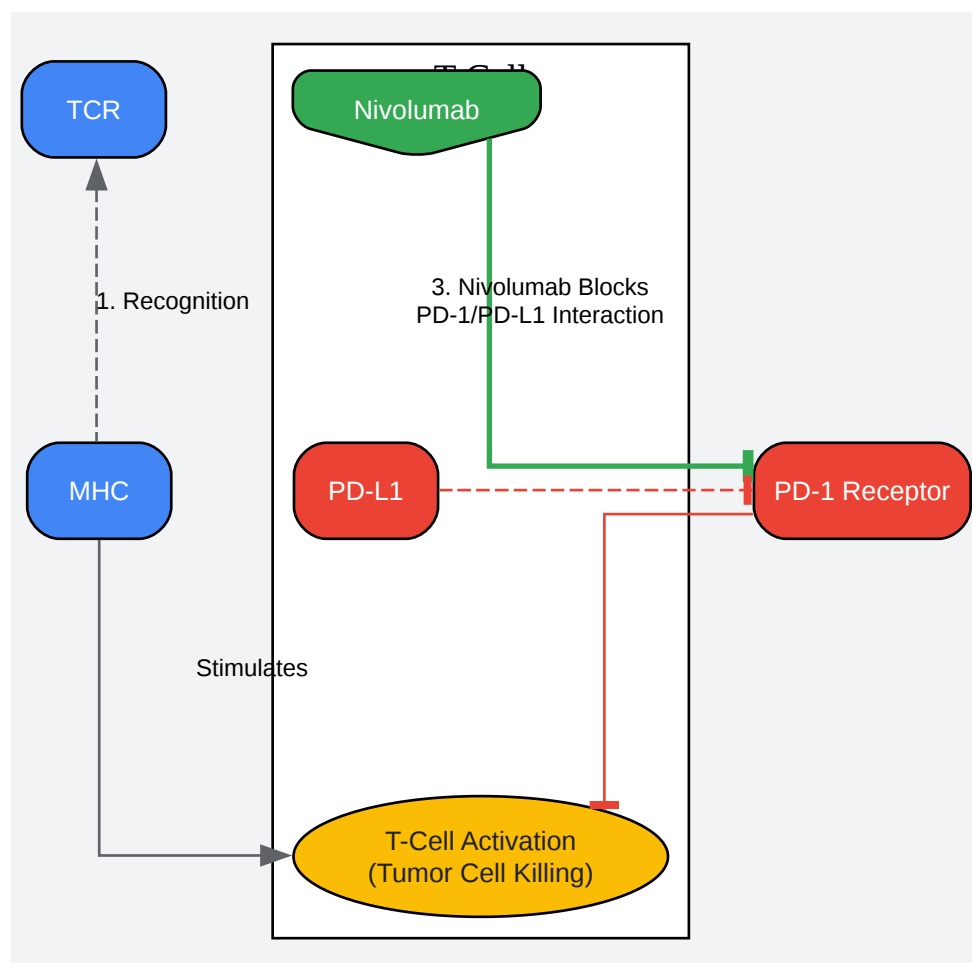 TCR
Nivolumab
1. Recognition
3. Nivolumab Blocks
PD-1/PD-L1 Interaction
MHC
PD-L1
PD-1 Receptor
Stimulates
T-Cell Activation
(Tumor Cell Killing)